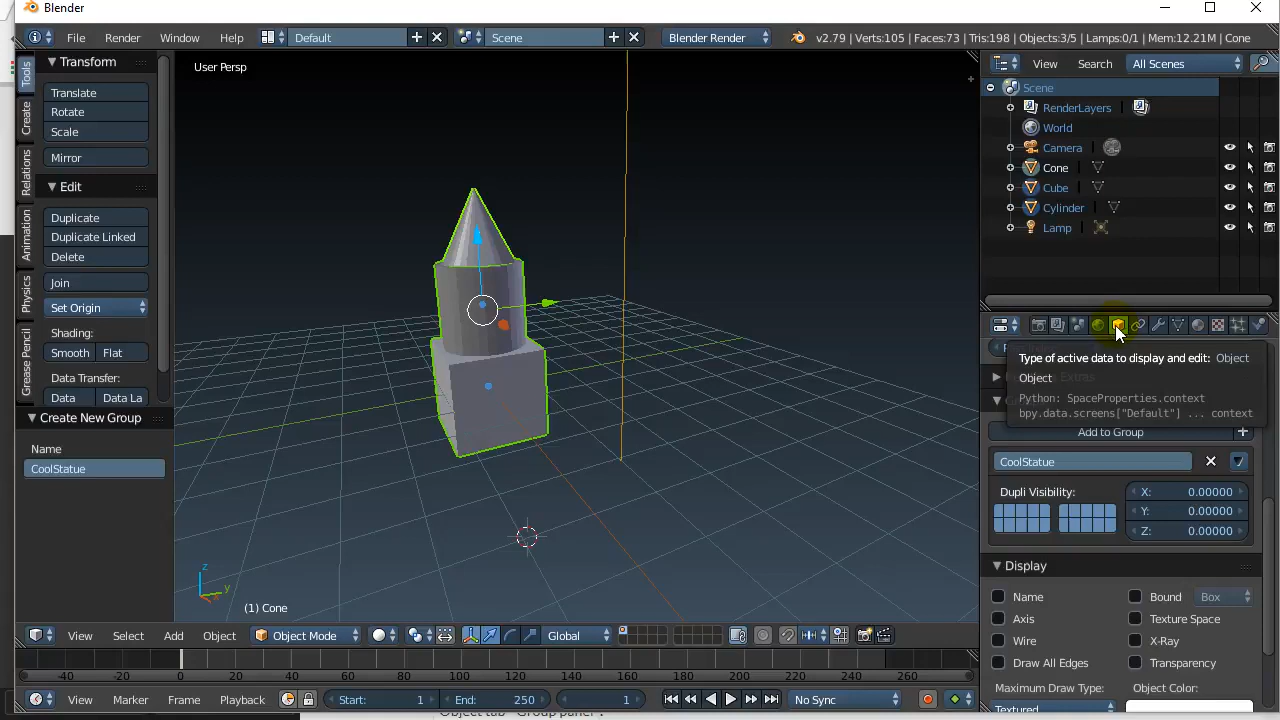 Blender
File Render Window Help Default Scene Blender Render v2.79 | Verts:105 | Faces:73 | Tris:198 | Objects:3/5 | Lamps:0/1 | Mem:12.21M | Cone
Tools
Create
Relations
Animation
Physics
Grease Pencil
Transform
Translate
Rotate
Scale
Mirror
Edit
Duplicate
Duplicate Linked
Delete
Join
Set Origin
Shading:
Smooth Flat
Data Transfer:
Data Data La
Create New Group
Name
CoolStatue
User Persp
z
y
x
(1) Cone
View Select Add Object Object Mode Global
-40 -20 0 20 40 60 80 100 120 140 160 180 200 220 240 260
View Marker Frame Playback Start: 1 End: 250 1 No Sync
View Search All Scenes
Scene
RenderLayers |
World
Camera |
Cone |
Cube |
Cylinder |
Lamp |
Type of active data to display and edit: Object
Object
Python: SpaceProperties.context
bpy.data.screens["Default"] ... context
Add to Group
CoolStatue
Dupli Visibility:
X: 0.00000
Y: 0.00000
Z: 0.00000
Display
Name Bound Box
Axis Texture Space
Wire X-Ray
Draw All Edges Transparency
Maximum Draw Type: Object Color:
Textured
Object tab "Group panel".